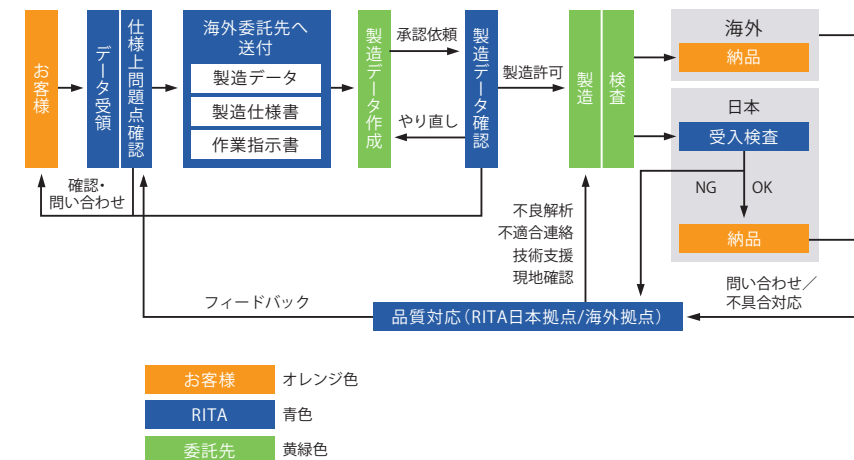 お客様
データ受領
仕様上問題点確認
海外委託先へ
送付
製造データ
製造仕様書
作業指示書
製造データ作成
承認依頼
やり直し
製造データ確認
製造許可
製造
検査
海外
納品
日本
受入検査
NG
OK
納品
確認・
問い合わせ
不良解析
不適合連絡
技術支援
現地確認
問い合わせ／
不具合対応
フィードバック
品質対応（RITA日本拠点/海外拠点）
お客様
オレンジ色
RITA
青色
委託先
黄緑色